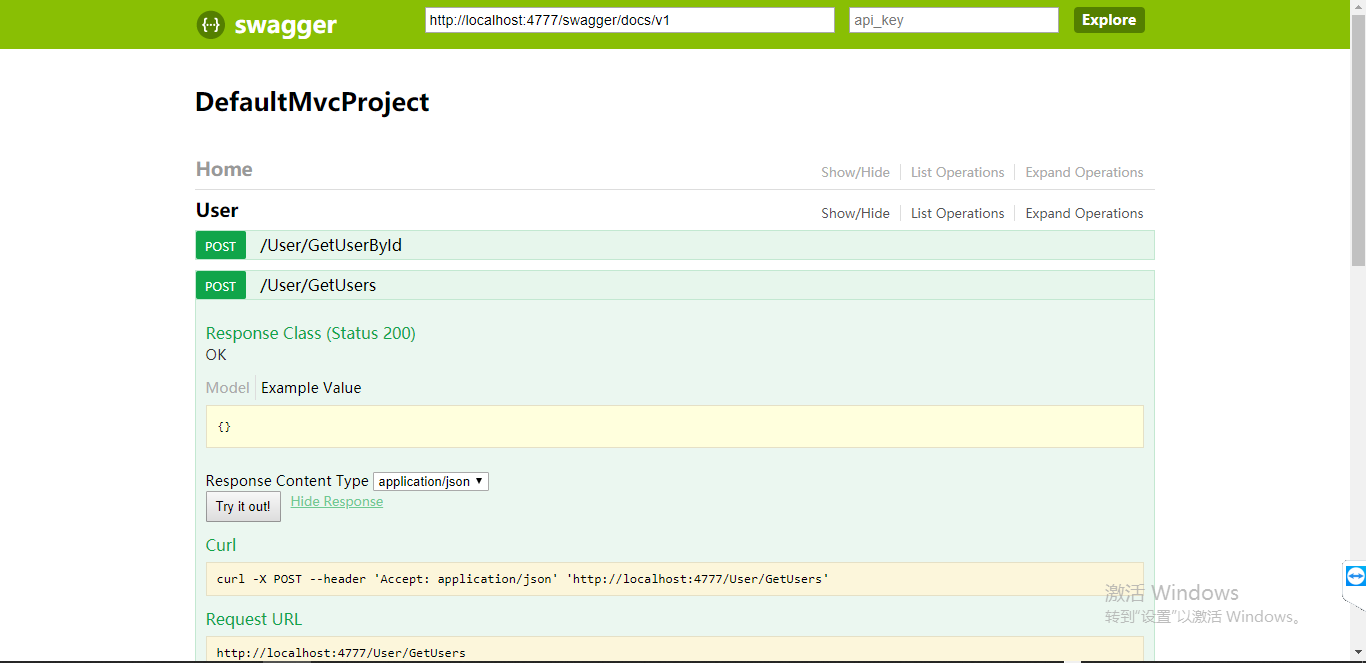 {···} swagger http://localhost:4777/swagger/docs/v1 api_key Explore
DefaultMvcProject
Home Show/Hide List Operations Expand Operations
User Show/Hide List Operations Expand Operations
POST /User/GetUserById
POST /User/GetUsers
Response Class (Status 200)
OK
Model Example Value
{}
Response Content Type application/json
Try it out! Hide Response
Curl
curl -X POST --header 'Accept: application/json' 'http://localhost:4777/User/GetUsers'
激活 Windows
转到"设置"以激活 Windows。
Request URL
http://localhost:4777/User/GetUsers